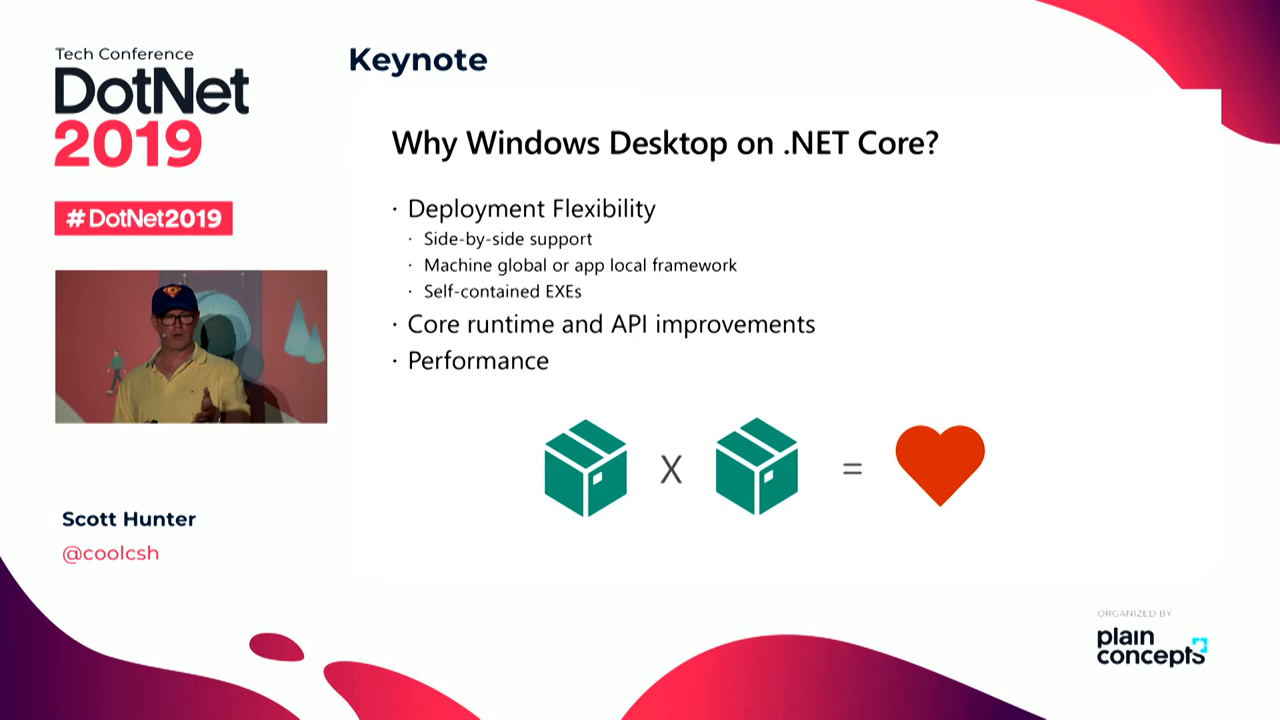 Tech Conference
DotNet
2019
#DotNet2019
Keynote
Why Windows Desktop on .NET Core?
· Deployment Flexibility
· Side-by-side support
· Machine global or app local framework
· Self-contained EXEs
· Core runtime and API improvements
· Performance
X =
Scott Hunter
@coolcsh
ORGANIZED BY
plain
concepts